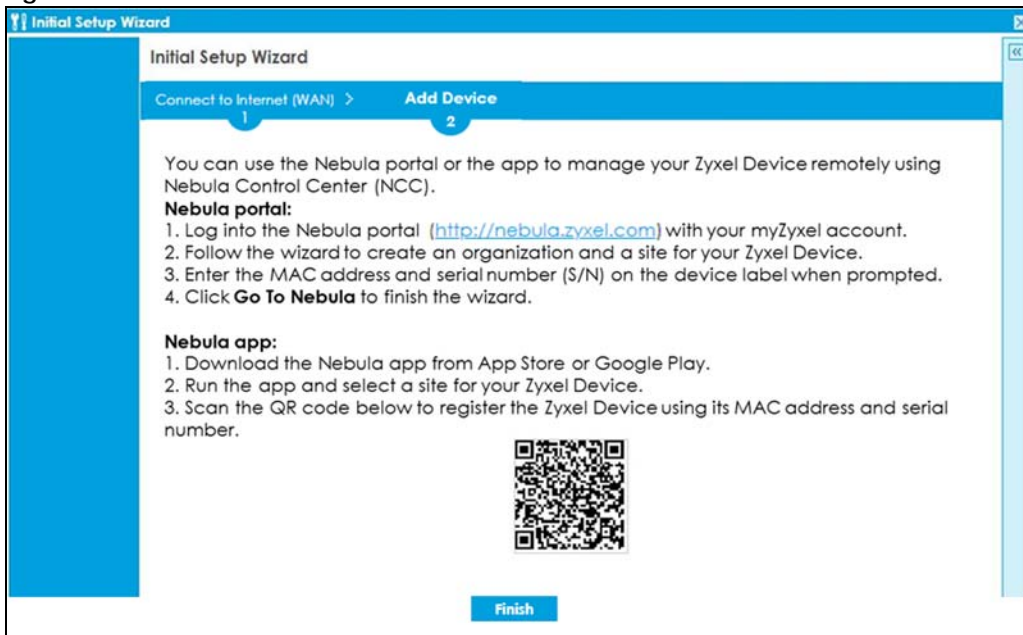 Initial Setup Wizard
Initial Setup Wizard
Connect to Internet (WAN) > Add Device
1 2
You can use the Nebula portal or the app to manage your Zyxel Device remotely using
Nebula Control Center (NCC).
Nebula portal:
1. Log into the Nebula portal (http://nebula.zyxel.com) with your myZyxel account.
2. Follow the wizard to create an organization and a site for your Zyxel Device.
3. Enter the MAC address and serial number (S/N) on the device label when prompted.
4. Click Go To Nebula to finish the wizard.
Nebula app:
1. Download the Nebula app from App Store or Google Play.
2. Run the app and select a site for your Zyxel Device.
3. Scan the QR code below to register the Zyxel Device using its MAC address and serial
number.
Finish